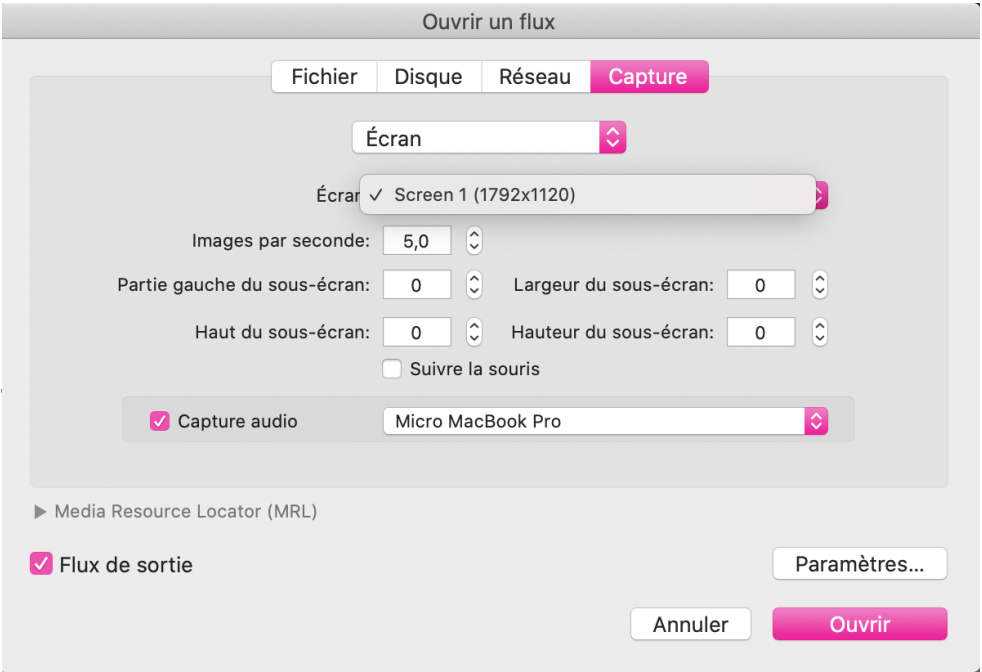 Ouvrir un flux
Fichier Disque Réseau Capture
Écran
Écran ✓ Screen 1 (1792x1120)
Images par seconde: 5,0
Partie gauche du sous-écran: 0 Largeur du sous-écran: 0
Haut du sous-écran: 0 Hauteur du sous-écran: 0
Suivre la souris
Capture audio Micro MacBook Pro
Media Resource Locator (MRL)
Flux de sortie Paramètres...
Annuler Ouvrir